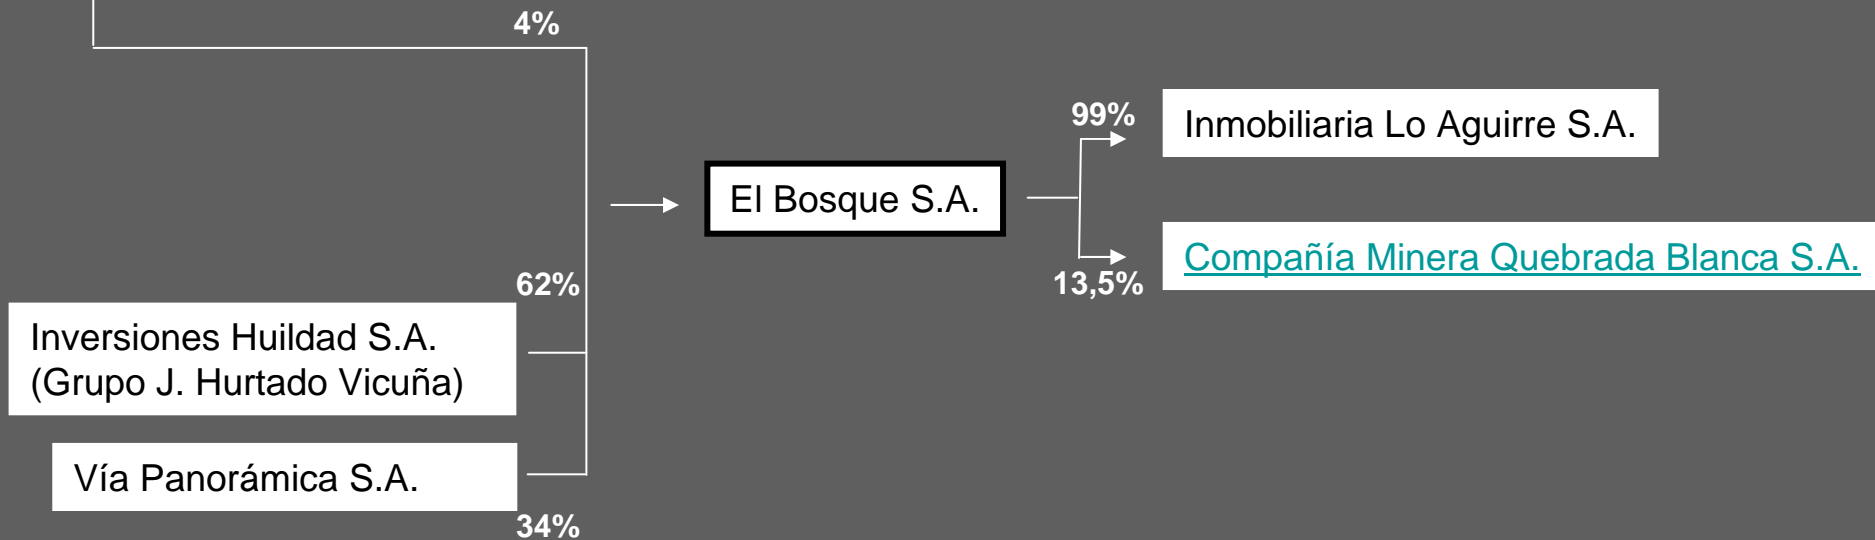 4%
99%
Inmobiliaria Lo Aguirre S.A.
El Bosque S.A.
Compañía Minera Quebrada Blanca S.A.
13,5%
62%
Inversiones Huildad S.A.
(Grupo J. Hurtado Vicuña)
Vía Panorámica S.A.
34%